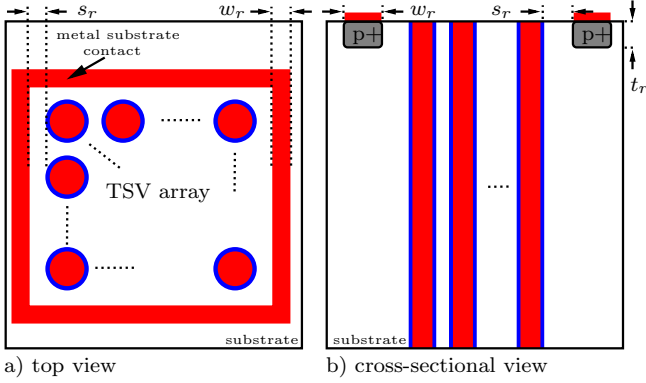 s_r
w_r
metal substrate
contact
TSV array
substrate
a) top view
w_r
s_r
p+
p+
t_r
substrate
b) cross-sectional view